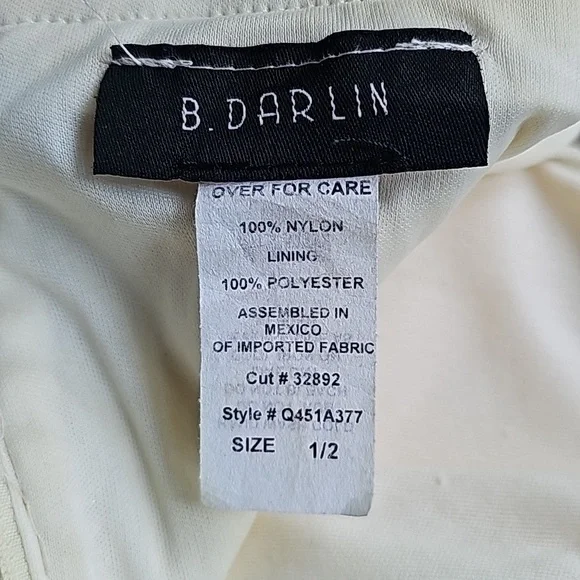 B. DARLIN
OVER FOR CARE
100% NYLON
LINING
100% POLYESTER
ASSEMBLED IN
MEXICO
OF IMPORTED FABRIC
Cut # 32892
Style # Q451A377
SIZE 1/2